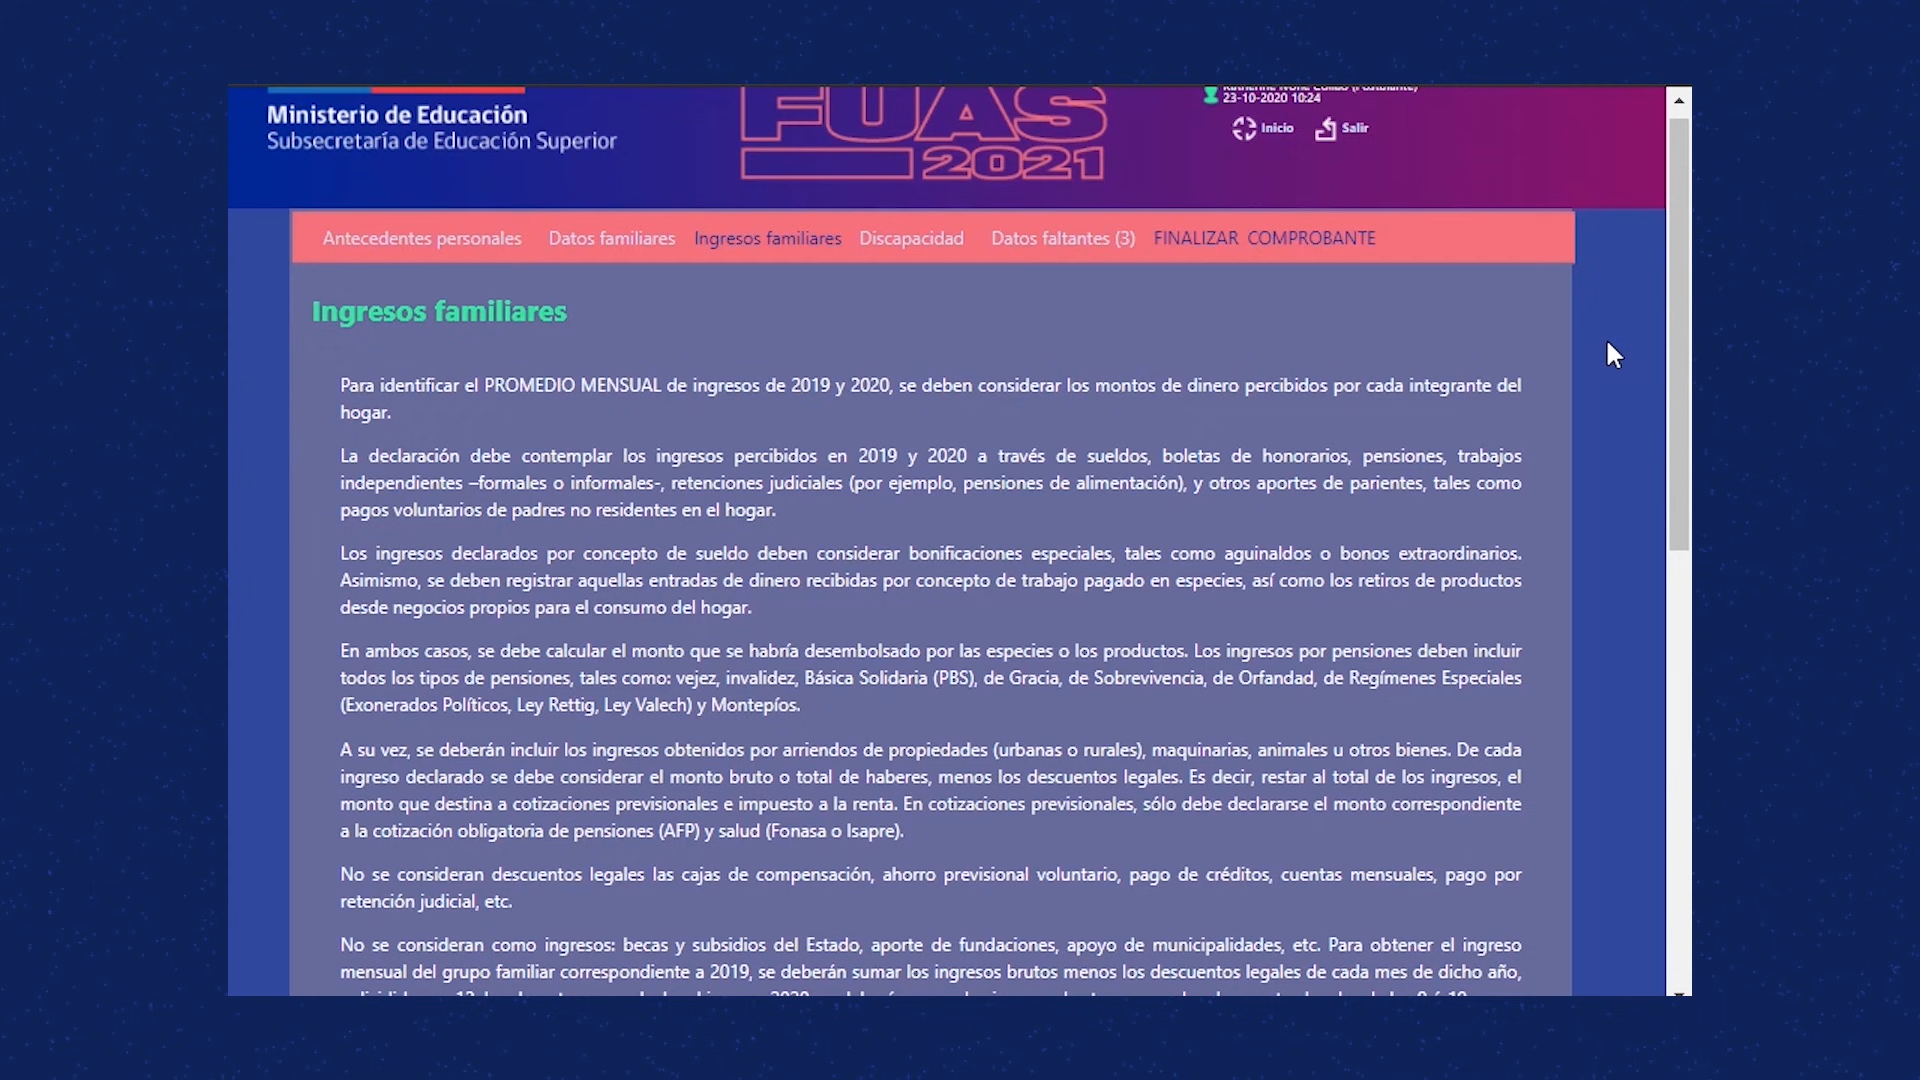 Ministerio de Educación
Subsecretaría de Educación Superior
FUAS
2021
23-10-2020 10:24
Inicio Salir
Antecedentes personales Datos familiares Ingresos familiares Discapacidad Datos faltantes (3) FINALIZAR COMPROBANTE
Ingresos familiares
Para identificar el PROMEDIO MENSUAL de ingresos de 2019 y 2020, se deben considerar los montos de dinero percibidos por cada integrante del
hogar.
La declaración debe contemplar los ingresos percibidos en 2019 y 2020 a través de sueldos, boletas de honorarios, pensiones, trabajos
independientes –formales o informales-, retenciones judiciales (por ejemplo, pensiones de alimentación), y otros aportes de parientes, tales como
pagos voluntarios de padres no residentes en el hogar.
Los ingresos declarados por concepto de sueldo deben considerar bonificaciones especiales, tales como aguinaldos o bonos extraordinarios.
Asimismo, se deben registrar aquellas entradas de dinero recibidas por concepto de trabajo pagado en especies, así como los retiros de productos
desde negocios propios para el consumo del hogar.
En ambos casos, se debe calcular el monto que se habría desembolsado por las especies o los productos. Los ingresos por pensiones deben incluir
todos los tipos de pensiones, tales como: vejez, invalidez, Básica Solidaria (PBS), de Gracia, de Sobrevivencia, de Orfandad, de Regímenes Especiales
(Exonerados Políticos, Ley Rettig, Ley Valech) y Montepíos.
A su vez, se deberán incluir los ingresos obtenidos por arriendos de propiedades (urbanas o rurales), maquinarias, animales u otros bienes. De cada
ingreso declarado se debe considerar el monto bruto o total de haberes, menos los descuentos legales. Es decir, restar al total de los ingresos, el
monto que destina a cotizaciones previsionales e impuesto a la renta. En cotizaciones previsionales, sólo debe declararse el monto correspondiente
a la cotización obligatoria de pensiones (AFP) y salud (Fonasa o Isapre).
No se consideran descuentos legales las cajas de compensación, ahorro previsional voluntario, pago de créditos, cuentas mensuales, pago por
retención judicial, etc.
No se consideran como ingresos: becas y subsidios del Estado, aporte de fundaciones, apoyo de municipalidades, etc. Para obtener el ingreso
mensual del grupo familiar correspondiente a 2019, se deberán sumar los ingresos brutos menos los descuentos legales de cada mes de dicho año,